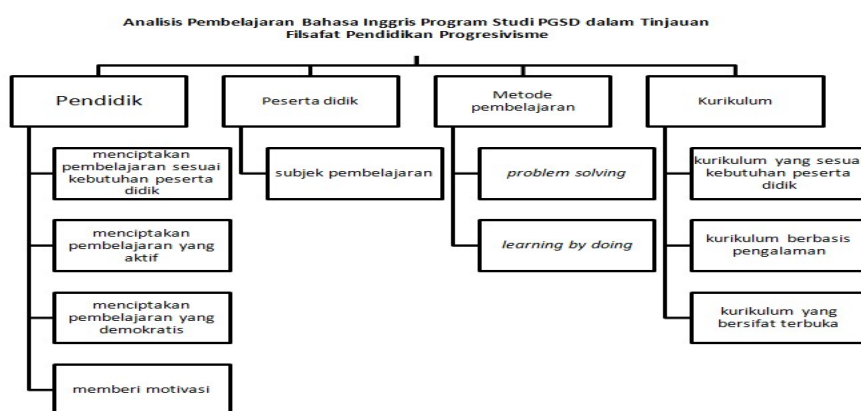 Analisis Pembelajaran Bahasa Inggris Program Studi PGSD dalam Tinjauan
Filsafat Pendidikan Progresivisme
Pendidik
menciptakan
pembelajaran sesuai
kebutuhan peserta
didik
menciptakan
pembelajaran yang
aktif
menciptakan
pembelajaran yang
demokratis
memberi motivasi
Peserta didik
subjek pembelajaran
Metode
pembelajaran
problem solving
learning by doing
Kurikulum
kurikulum yang sesua
kebutuhan peserta
didik
kurikulum berbasis
pengalaman
kurikulum yang
bersifat terbuka